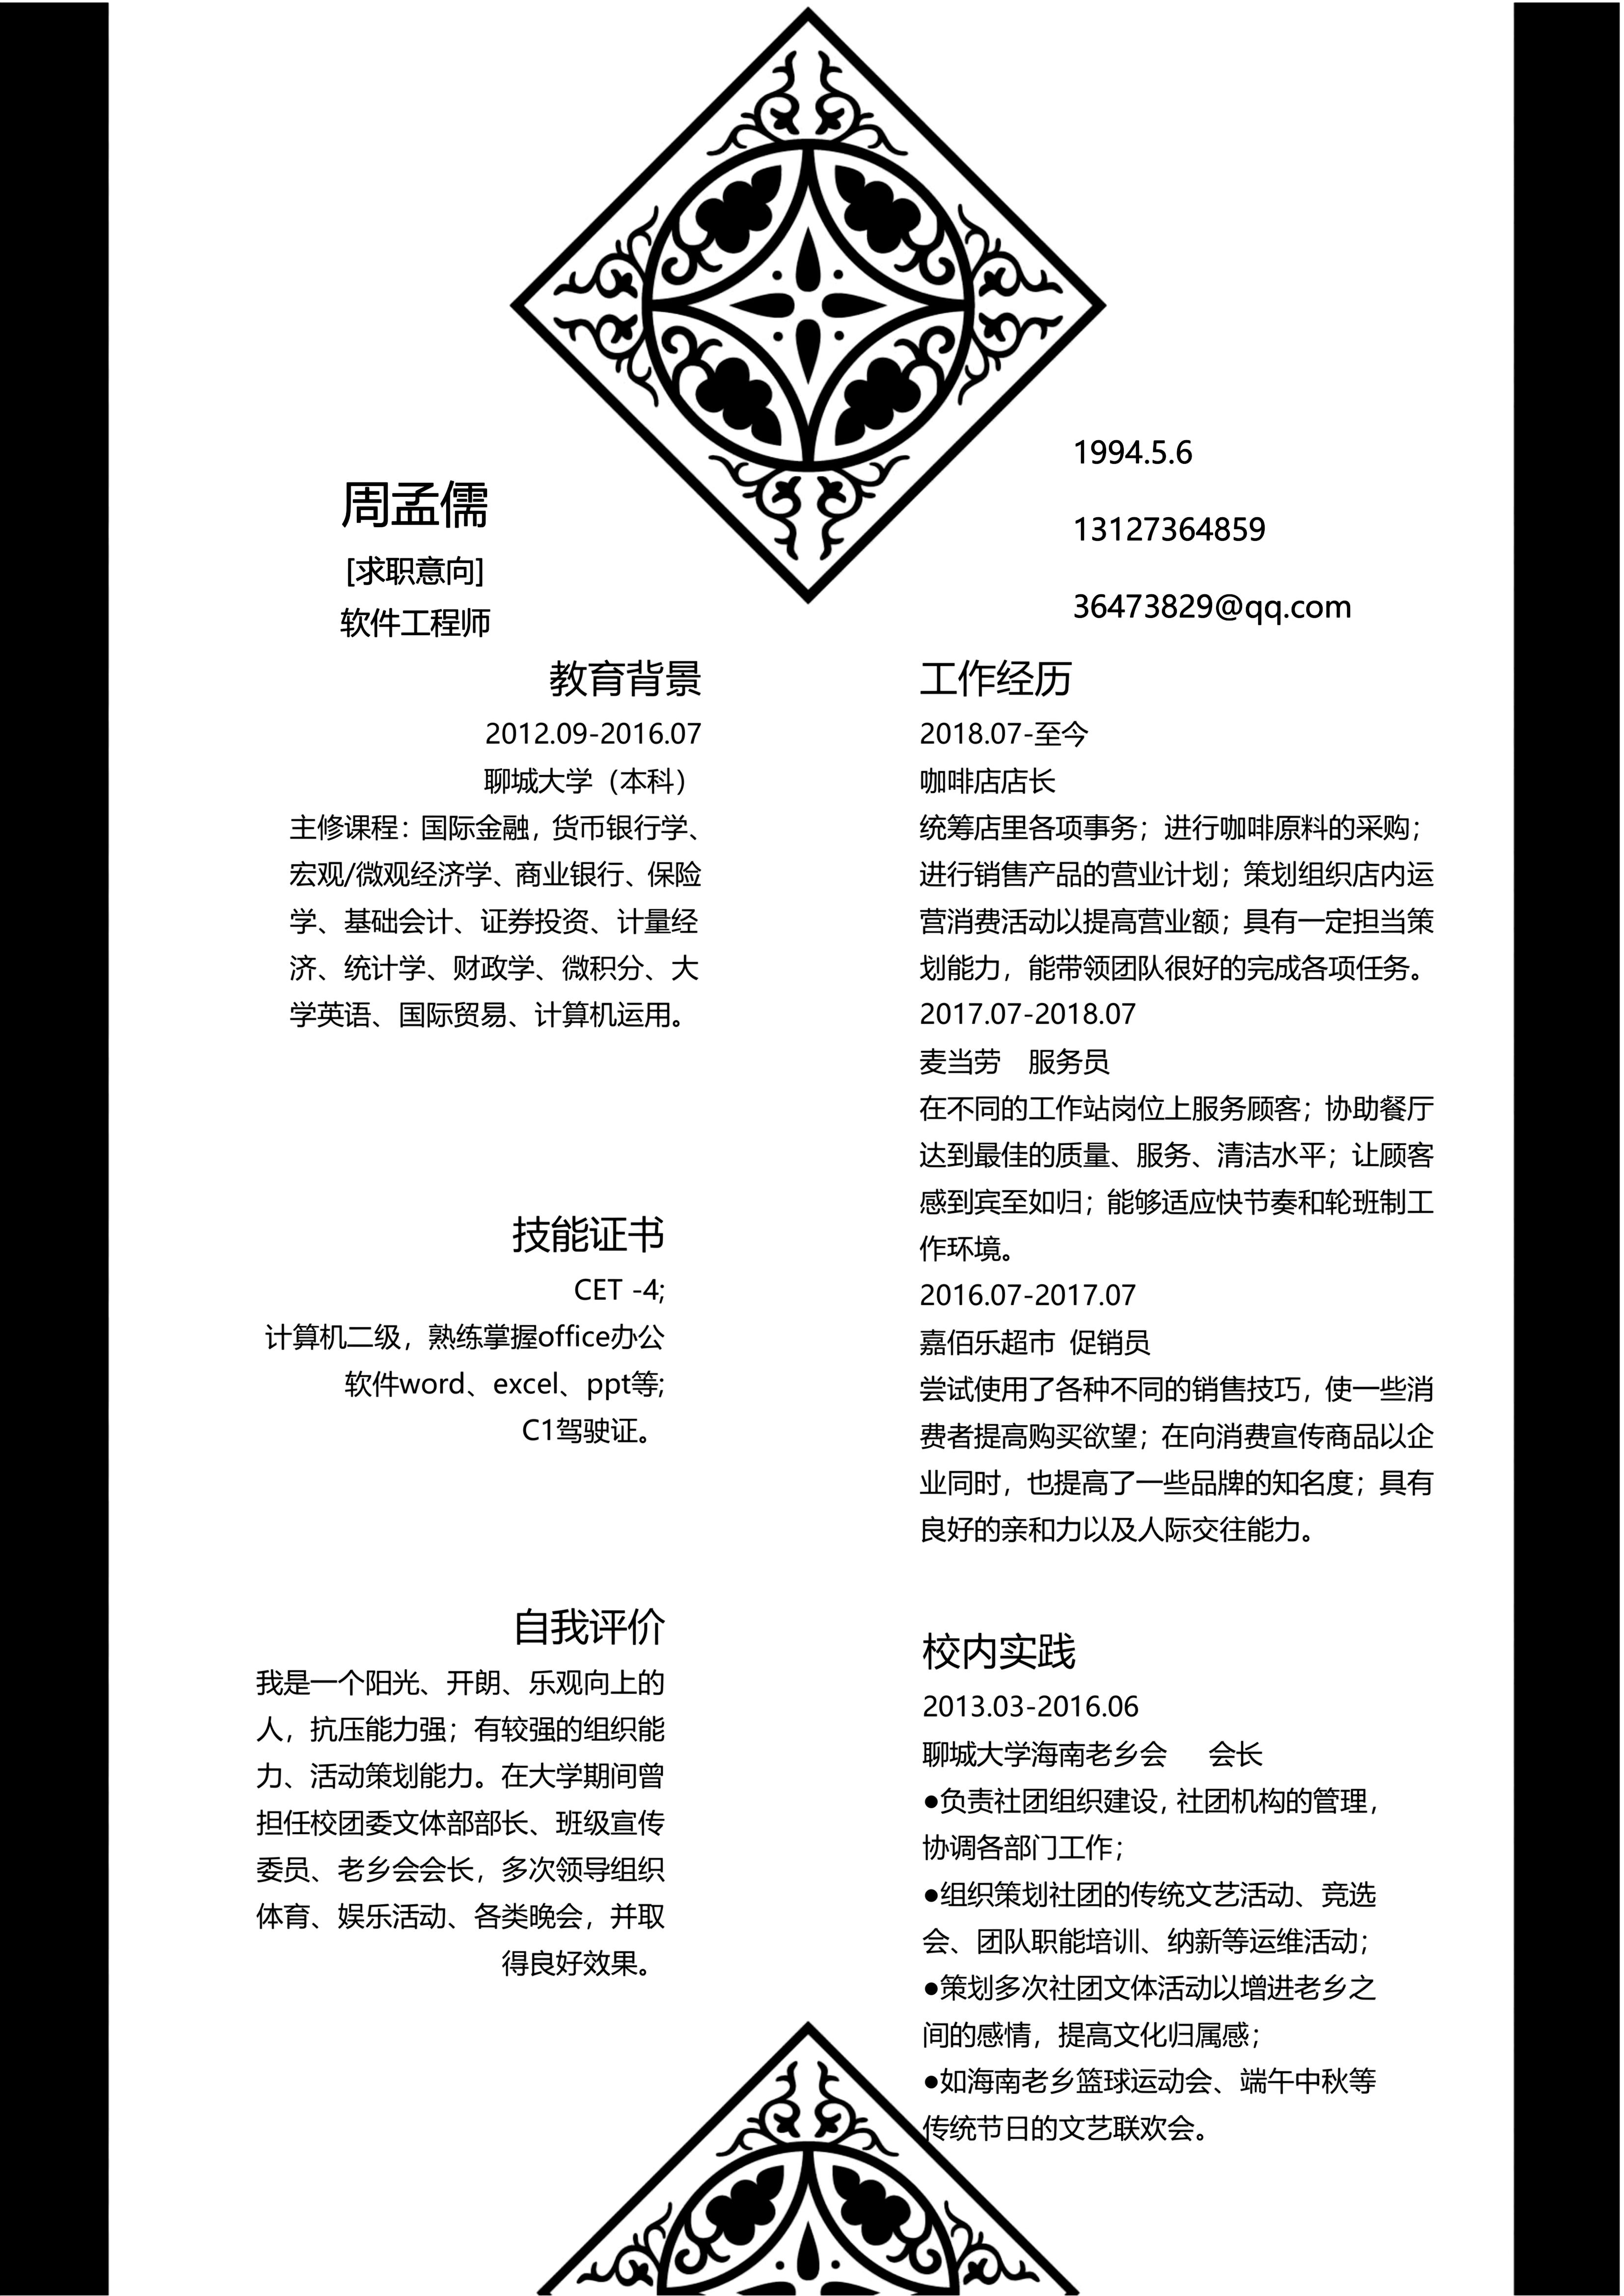 周孟儒
[求职意向]
软件工程师
1994.5.6
13127364859
36473829@qq.com
教育背景
2012.09-2016.07
聊城大学（本科）
主修课程：国际金融，货币银行学、
宏观/微观经济学、商业银行、保险
学、基础会计、证券投资、计量经
济、统计学、财政学、微积分、大
学英语、国际贸易、计算机运用。
技能证书
CET -4;
计算机二级，熟练掌握office办公
软件word、excel、ppt等;
C1驾驶证。
自我评价
我是一个阳光、开朗、乐观向上的
人，抗压能力强；有较强的组织能
力、活动策划能力。在大学期间曾
担任校团委文体部部长、班级宣传
委员、老乡会会长，多次领导组织
体育、娱乐活动、各类晚会，并取
得良好效果。
工作经历
2018.07-至今
咖啡店店长
统筹店里各项事务；进行咖啡原料的采购；
进行销售产品的营业计划；策划组织店内运
营消费活动以提高营业额；具有一定担当策
划能力，能带领团队很好的完成各项任务。
2017.07-2018.07
麦当劳　服务员
在不同的工作站岗位上服务顾客；协助餐厅
达到最佳的质量、服务、清洁水平；让顾客
感到宾至如归；能够适应快节奏和轮班制工
作环境。
2016.07-2017.07
嘉佰乐超市 促销员
尝试使用了各种不同的销售技巧，使一些消
费者提高购买欲望；在向消费宣传商品以企
业同时，也提高了一些品牌的知名度；具有
良好的亲和力以及人际交往能力。
校内实践
2013.03-2016.06
聊城大学海南老乡会　会长
●负责社团组织建设，社团机构的管理，
协调各部门工作；
●组织策划社团的传统文艺活动、竞选
会、团队职能培训、纳新等运维活动；
●策划多次社团文体活动以增进老乡之
间的感情，提高文化归属感；
●如海南老乡篮球运动会、端午中秋等
传统节日的文艺联欢会。